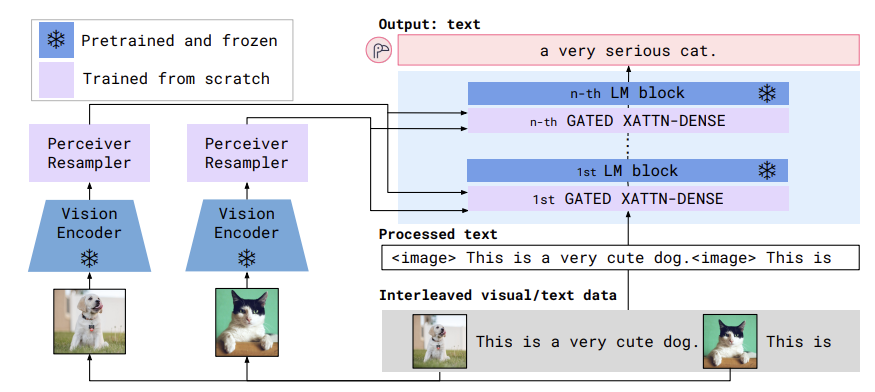 Output: text
Pretrained and frozen
a very serious cat.
Trained from scratch
n-th LM block
n-th GATED XATTN-DENSE
Perceiver
Resampler
Perceiver
Resampler
1st LM block
1st GATED XATTN-DENSE
Vision
Encoder
Vision
Encoder
Processed text
<image> This is a very cute dog.<image> This is
Interleaved visual/text data
This is a very cute dog.
This is